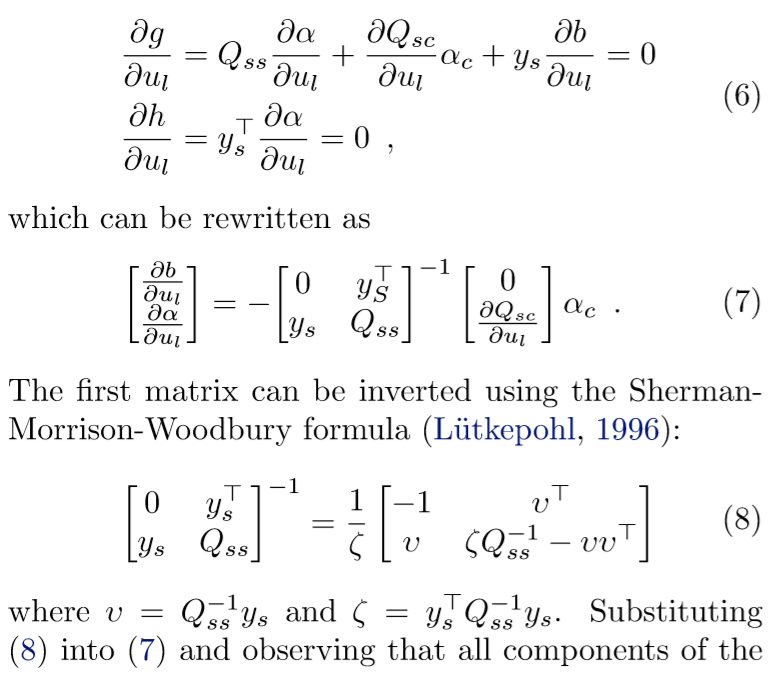 ∂g/∂u_l = Q_ss ∂α/∂u_l + ∂Q_sc/∂u_l α_c + y_s ∂b/∂u_l = 0
(6)
∂h/∂u_l = y_s^⊤ ∂α/∂u_l = 0 ,
which can be rewritten as
[∂b/∂u_l ; ∂α/∂u_l] = −[0 y_S^⊤ ; y_s Q_ss]^−1 [0 ; ∂Q_sc/∂u_l] α_c . (7)
The first matrix can be inverted using the Sherman-
Morrison-Woodbury formula (Lütkepohl, 1996):
[0 y_s^⊤ ; y_s Q_ss]^−1 = 1/ζ [−1 υ^⊤ ; υ ζQ_ss^−1 − υυ^⊤] (8)
where υ = Q_ss^−1 y_s and ζ = y_s^⊤ Q_ss^−1 y_s. Substituting
(8) into (7) and observing that all components of the